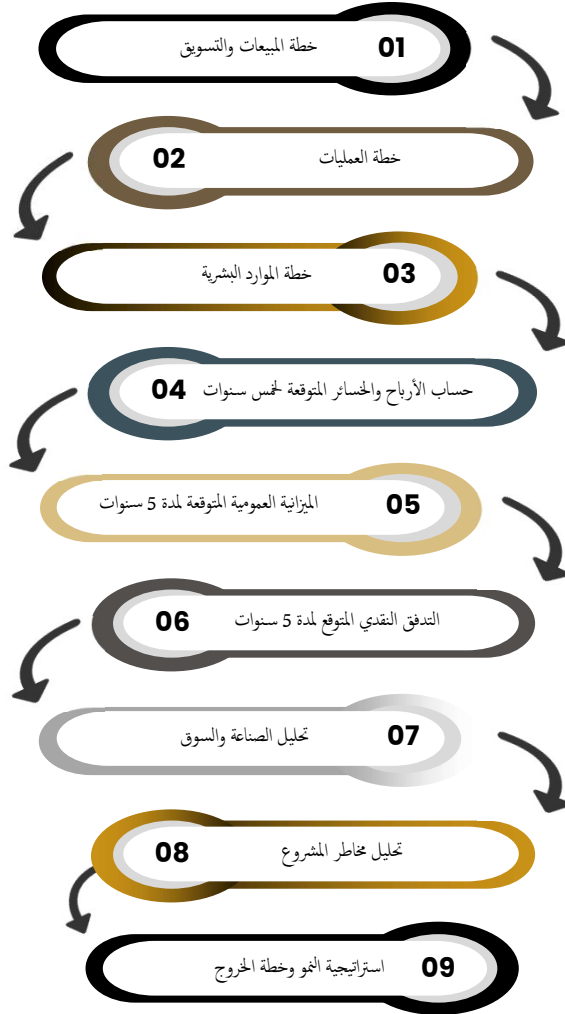 01 خطة المبيعات والتسويق
02 خطة العمليات
03 خطة الموارد البشرية
04 حساب الأرباح والخسائر المتوقعة لخمس سنوات
05 الميزانية العمومية المتوقعة لمدة 5 سنوات
06 التدفق النقدي المتوقع لمدة 5 سنوات
07 تحليل الصناعة والسوق
08 تحليل مخاطر المشروع
09 استراتيجية النمو وخطة الخروج